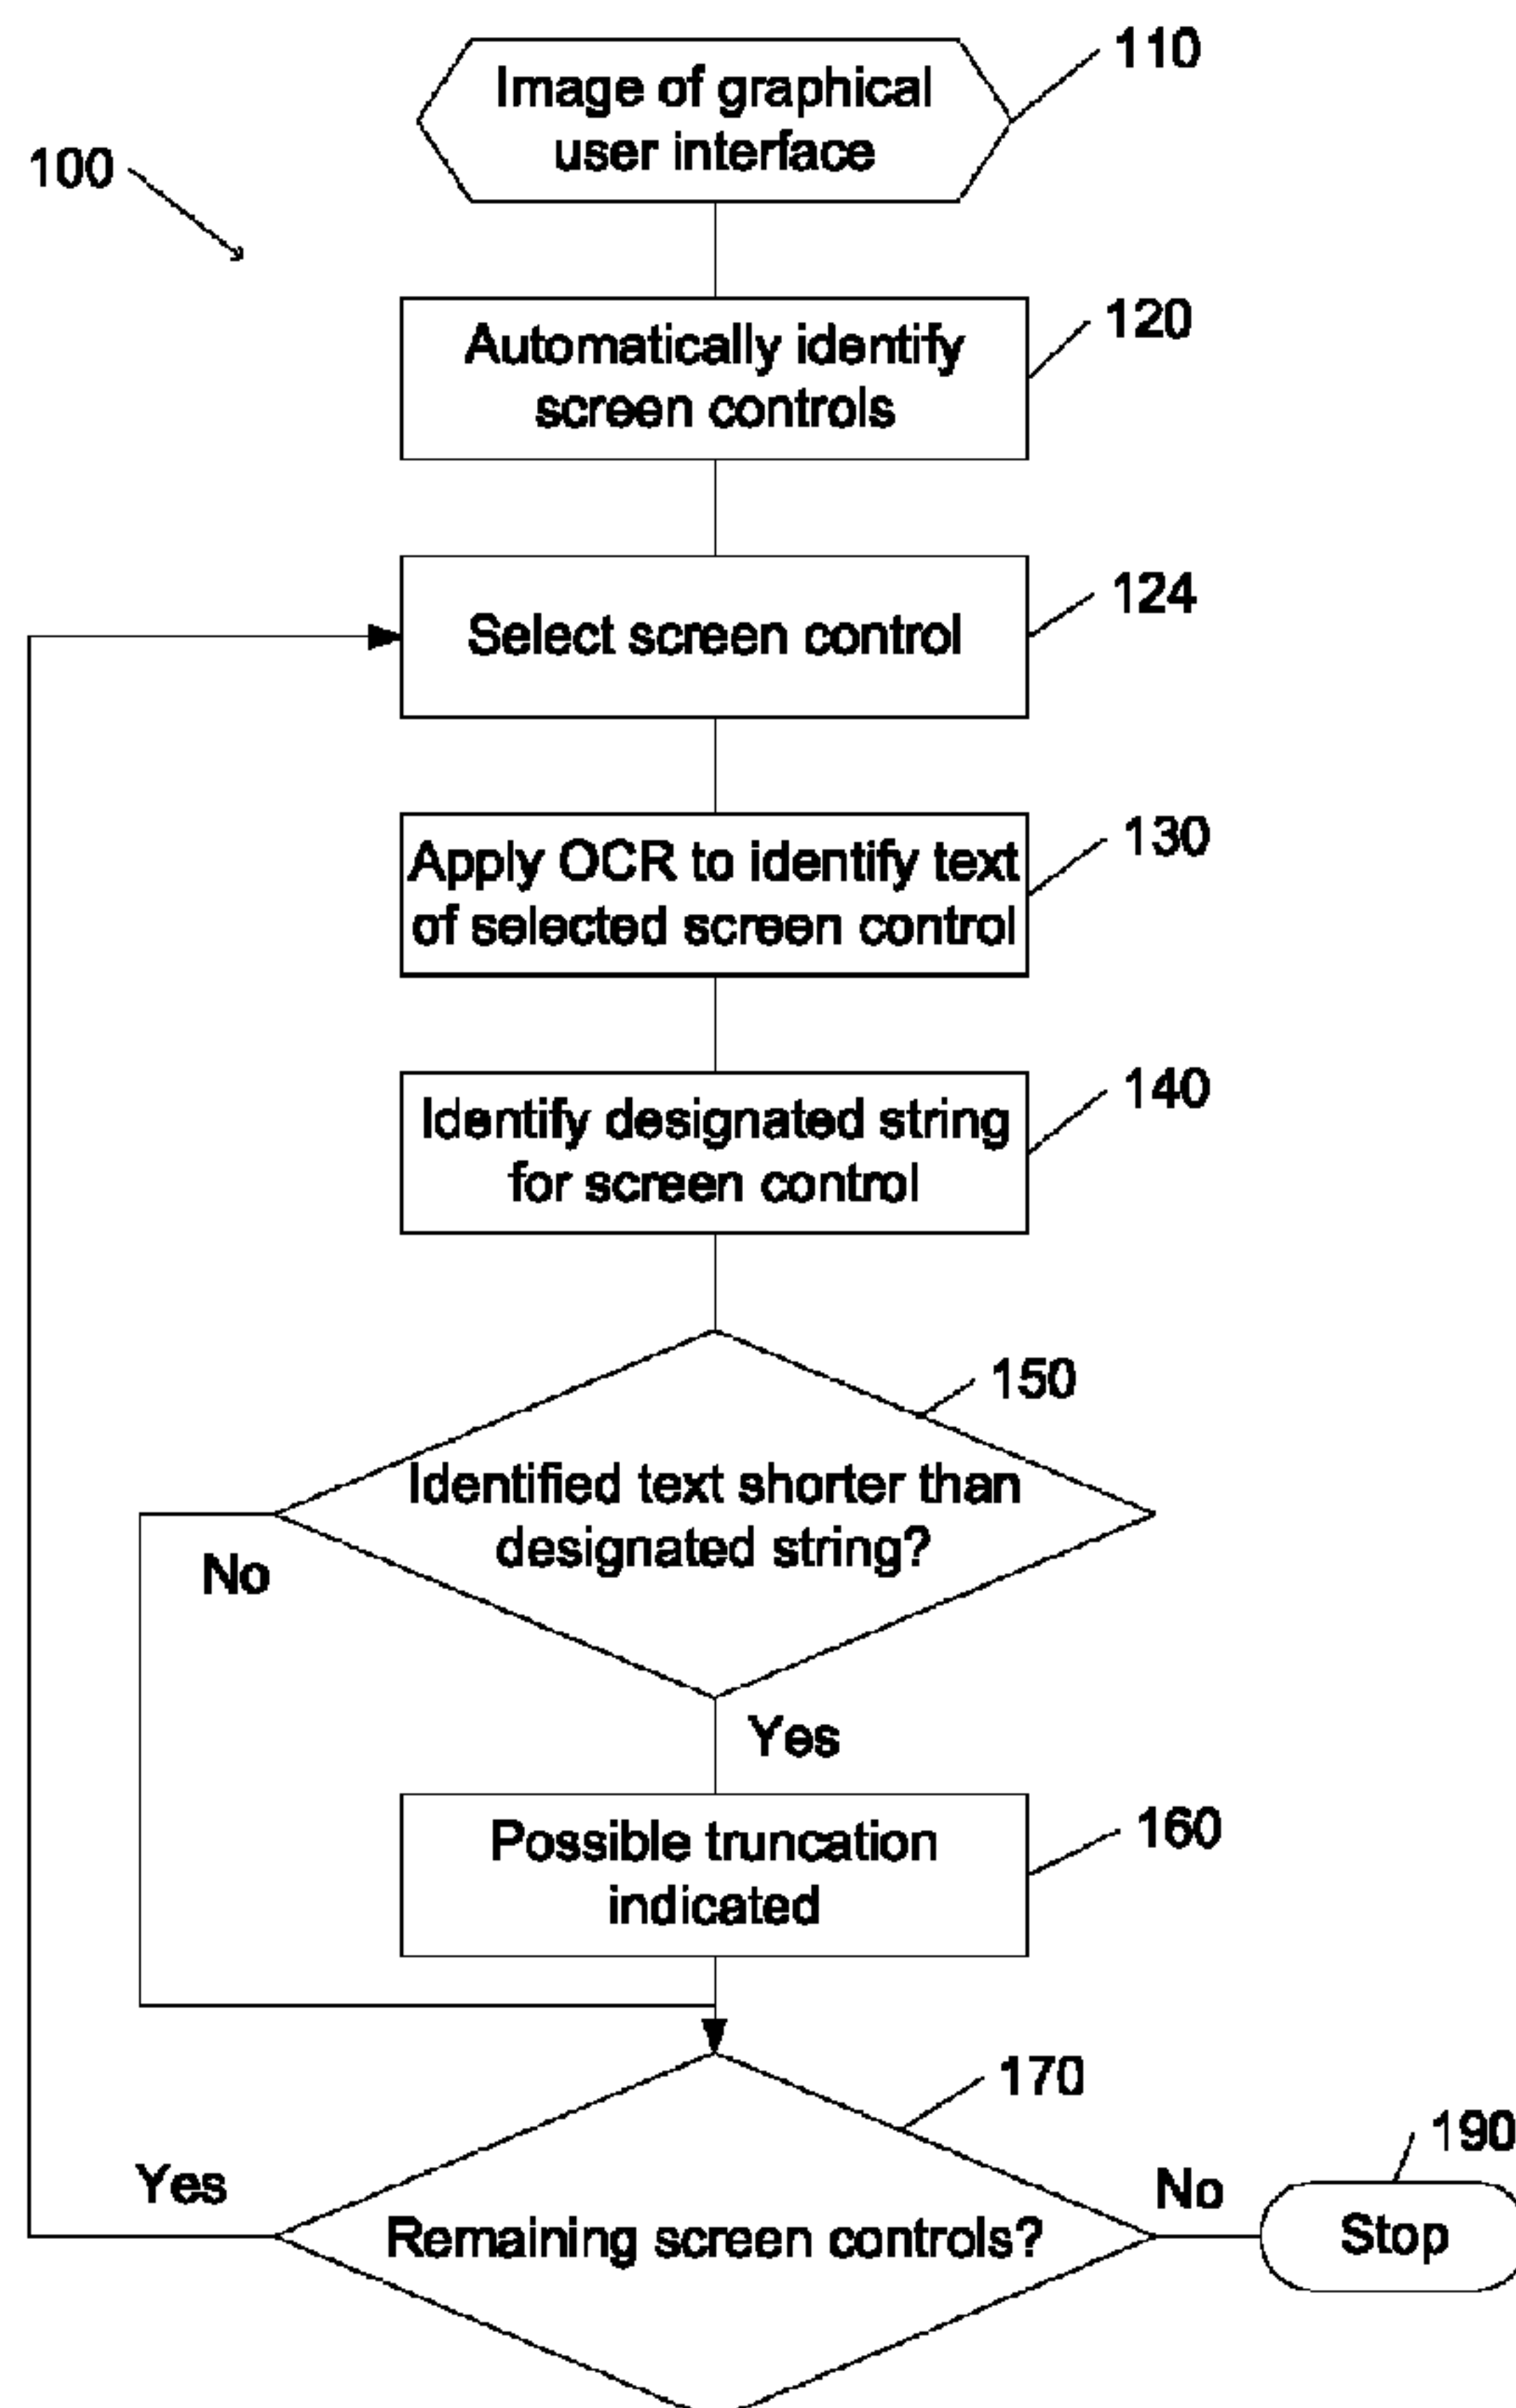 110
Image of graphical
user interface
100
120
Automatically identify
screen controls
124
Select screen control
130
Apply OCR to identify text
of selected screen control
140
Identify designated string
for screen control
150
Identified text shorter than
designated string?
No
Yes
160
Possible truncation
indicated
170
190
Yes
No
Remaining screen controls?
Stop